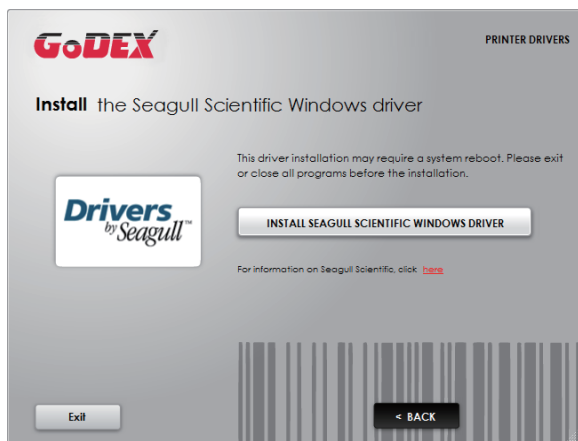 GoDEX
PRINTER DRIVERS
Install the Seagull Scientific Windows driver
This driver installation may require a system reboot. Please exit
or close all programs before the installation.
Drivers
by Seagull™
INSTALL SEAGULL SCIENTIFIC WINDOWS DRIVER
For information on Seagull Scientific, click here
Exit
< BACK